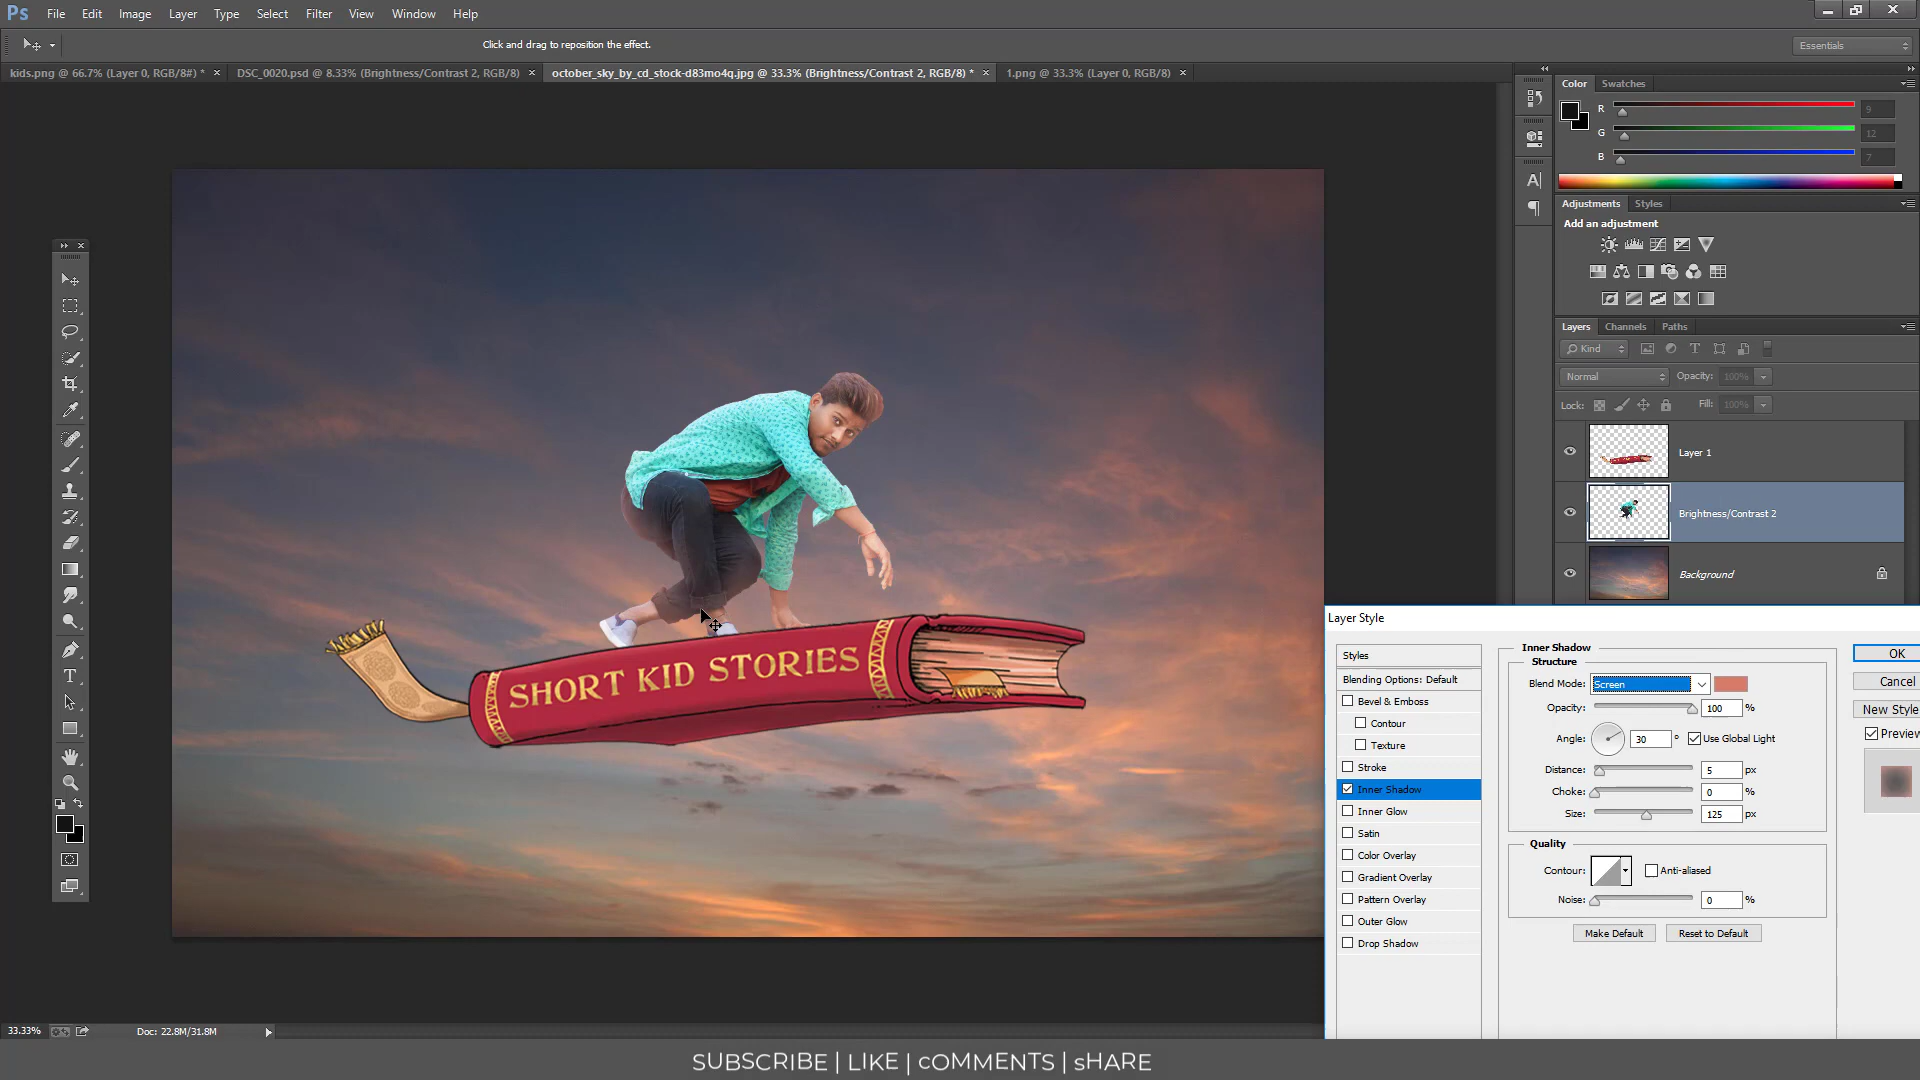 Ps File Edit Image Layer Type Select Filter 3D View Window Help
Click and drag to reposition the effect.
Essentials
kids.png @ 66.7% (Layer 0, RGB/8#) * ×
DSC_0020.psd @ 8.33% (Brightness/Contrast 2, RGB/8) ×
october_sky_by_cd_stock-d83mo4q.jpg @ 33.3% (Brightness/Contrast 2, RGB/8) * ×
1.png @ 33.3% (Layer 0, RGB/8) ×
Color Swatches
R 9
G 12
B 7
Adjustments Styles
Add an adjustment
Layers Channels Paths
Kind
Normal Opacity: 100%
Lock: Fill: 100%
Layer 1
Brightness/Contrast 2
Background
SHORT KID STORIES
Layer Style
Styles
Blending Options: Default
Bevel & Emboss
Contour
Texture
Stroke
Inner Shadow
Inner Glow
Satin
Color Overlay
Gradient Overlay
Pattern Overlay
Outer Glow
Drop Shadow
Inner Shadow
Structure
Blend Mode: Screen
Opacity: 100 %
Angle: 30 ° Use Global Light
Distance: 5 px
Choke: 0 %
Size: 125 px
Quality
Contour: Anti-aliased
Noise: 0 %
Make Default Reset to Default
OK
Cancel
New Style
Preview
33.33% Doc: 22.8M/31.8M
SUBSCRIBE | LIKE | cOMMENTS | sHARE